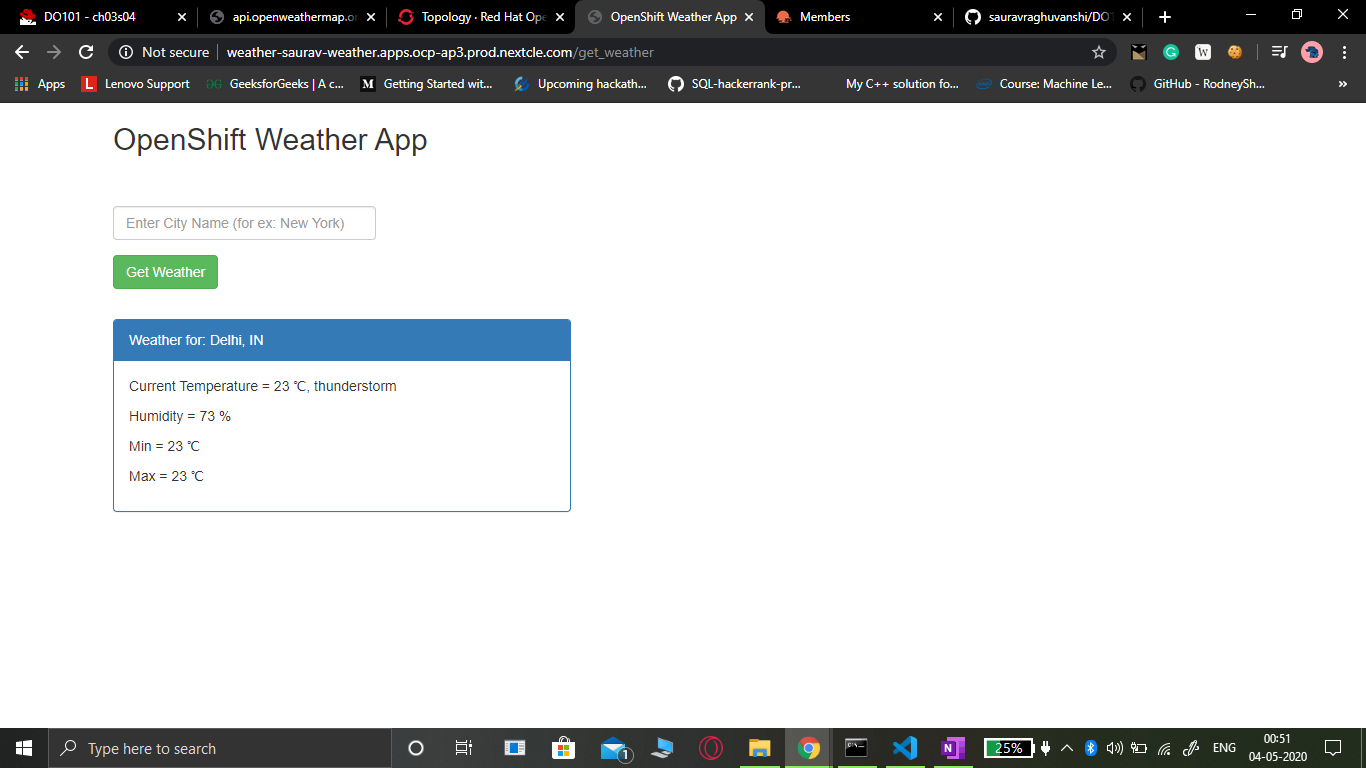 DO101 - ch03s04
api.openweathermap.or
Topology · Red Hat Ope
OpenShift Weather App
Members
sauravraghuvanshi/DO1
Not secure
weather-saurav-weather.apps.ocp-ap3.prod.nextcle.com/get_weather
Apps
L
Lenovo Support
GeeksforGeeks | A c...
M
Getting Started wit...
Upcoming hackath...
SQL-hackerrank-pr...
My C++ solution fo...
Course: Machine Le...
GitHub - RodneySh...
»
OpenShift Weather App
Enter City Name (for ex: New York)
Get Weather
Weather for: Delhi, IN
Current Temperature = 23 ℃, thunderstorm
Humidity = 73 %
Min = 23 ℃
Max = 23 ℃
Type here to search
1
N
25%
ENG
00:51
04-05-2020